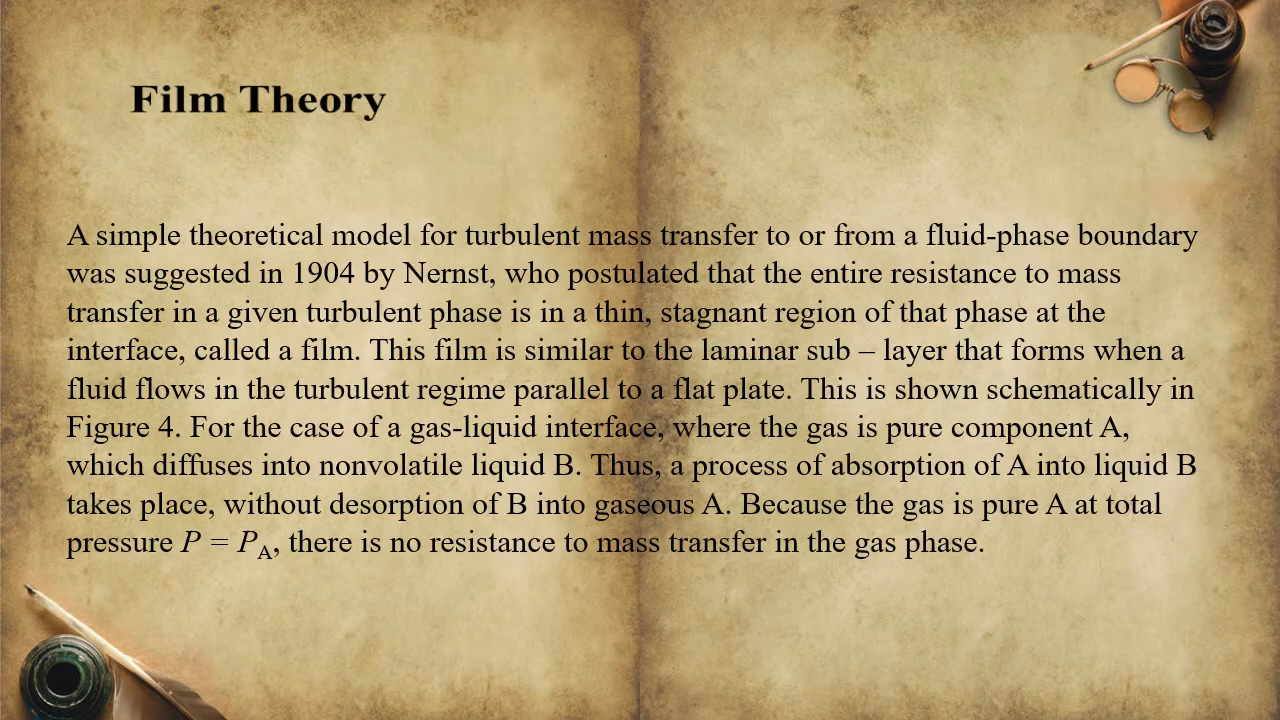 Film Theory
A simple theoretical model for turbulent mass transfer to or from a fluid-phase boundary
was suggested in 1904 by Nernst, who postulated that the entire resistance to mass
transfer in a given turbulent phase is in a thin, stagnant region of that phase at the
interface, called a film. This film is similar to the laminar sub – layer that forms when a
fluid flows in the turbulent regime parallel to a flat plate. This is shown schematically in
Figure 4. For the case of a gas-liquid interface, where the gas is pure component A,
which diffuses into nonvolatile liquid B. Thus, a process of absorption of A into liquid B
takes place, without desorption of B into gaseous A. Because the gas is pure A at total
pressure P = P_A, there is no resistance to mass transfer in the gas phase.